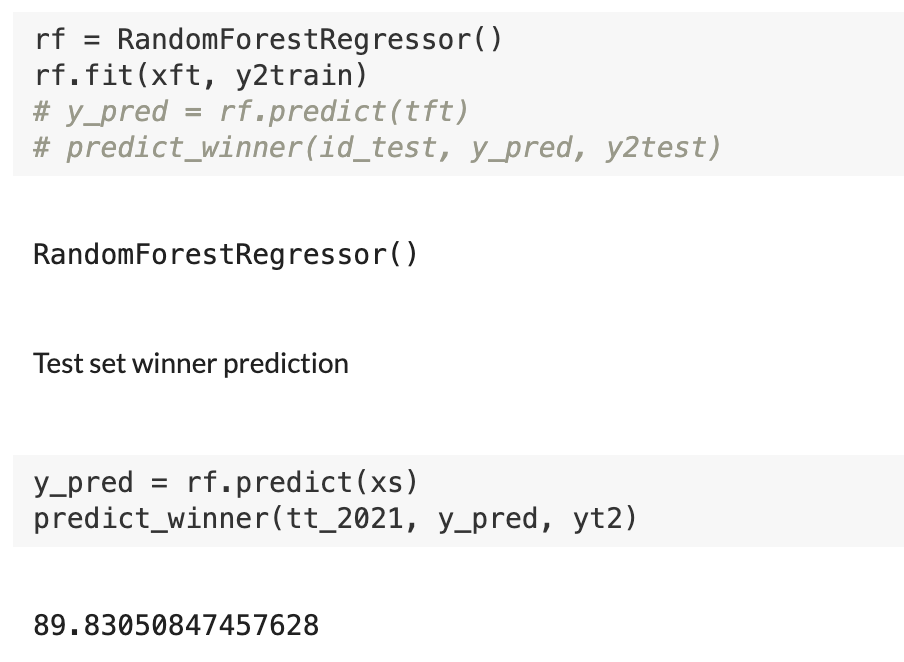 rf = RandomForestRegressor()
rf.fit(xft, y2train)
# y_pred = rf.predict(tft)
# predict_winner(id_test, y_pred, y2test)
RandomForestRegressor()
Test set winner prediction
y_pred = rf.predict(xs)
predict_winner(tt_2021, y_pred, yt2)
89.83050847457628